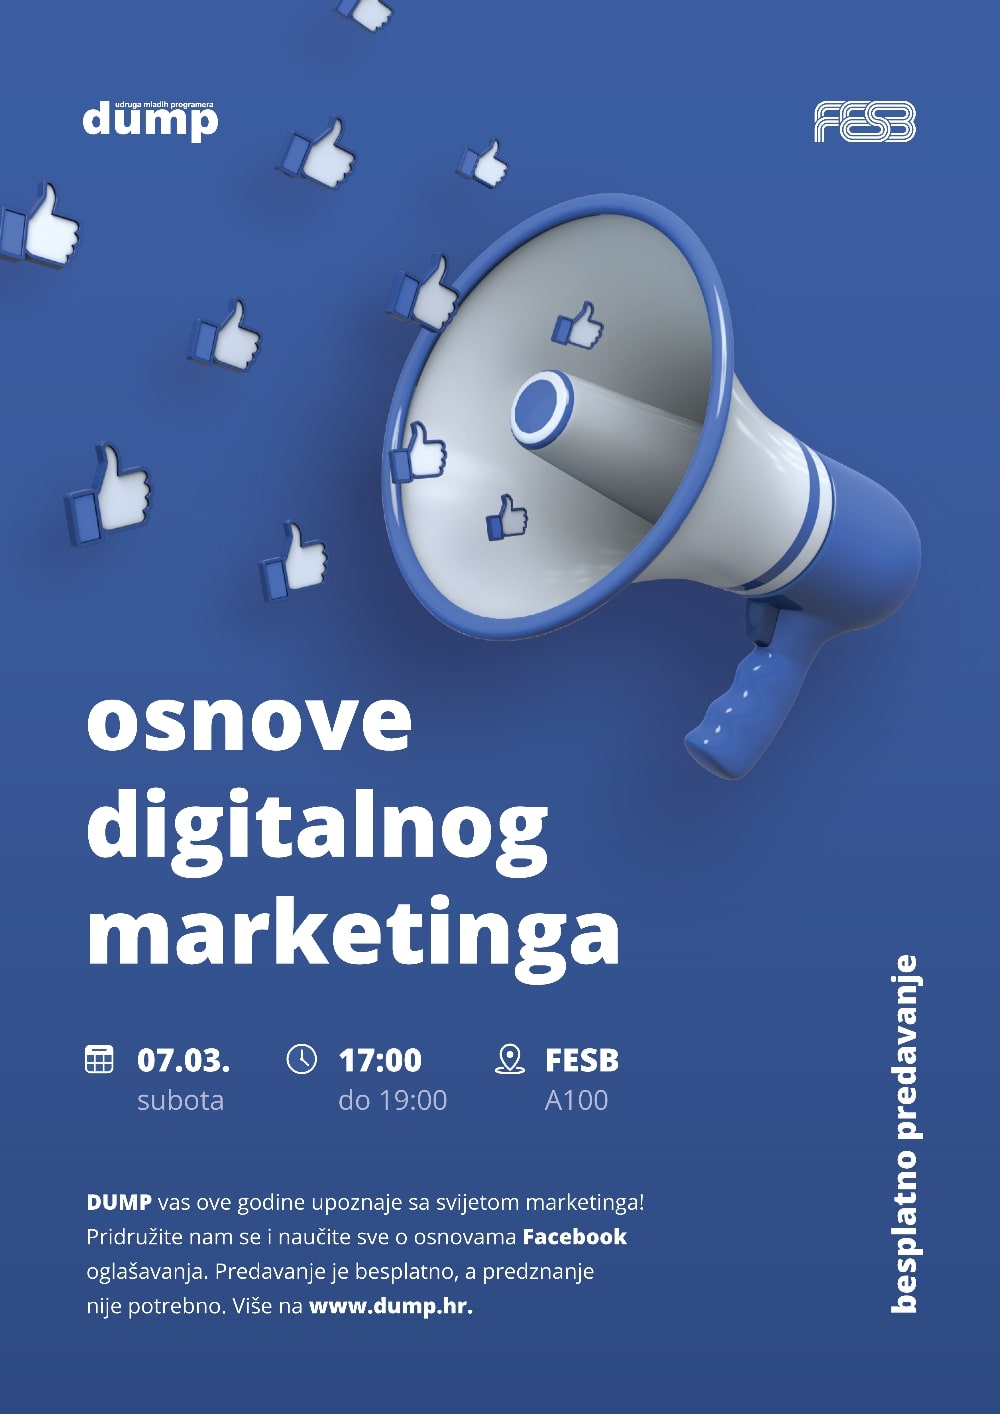 udruga mladih programera
dump
FESB
osnove
digitalnog
marketinga
07.03.
subota
17:00
do 19:00
FESB
A100
DUMP vas ove godine upoznaje sa svijetom marketinga!
Pridružite nam se i naučite sve o osnovama Facebook
oglašavanja. Predavanje je besplatno, a predznanje
nije potrebno. Više na www.dump.hr.
besplatno predavanje